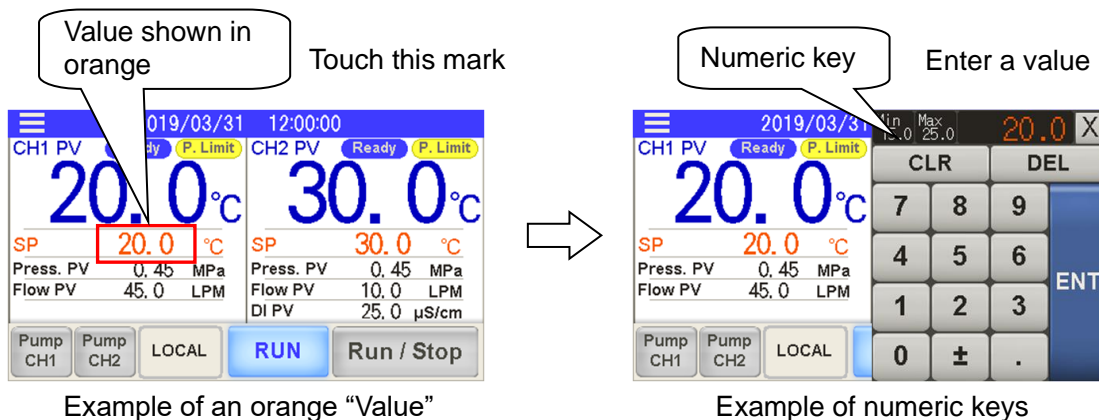 Value shown in
orange
Touch this mark
2019/03/31 12:00:00
CH1 PV P. Limit CH2 PV Ready P. Limit
20.0 °C 30.0 °C
SP 20.0 °C SP 30.0 °C
Press. PV 0.45 MPa Press. PV 0.45 MPa
Flow PV 45.0 LPM Flow PV 10.0 LPM
DI PV 25.0 µS/cm
Pump CH1 Pump CH2 LOCAL RUN Run / Stop
Example of an orange “Value”
Numeric key
Enter a value
2019/03/31 Min Max 25.0 20.0 X
CH1 PV Ready P. Limit
20.0 °C
SP 20.0 °C
Press. PV 0.45 MPa
Flow PV 45.0 LPM
Pump CH1 Pump CH2 LOCAL
CLR DEL
7 8 9
4 5 6
ENT
1 2 3
0 ± .
Example of numeric keys